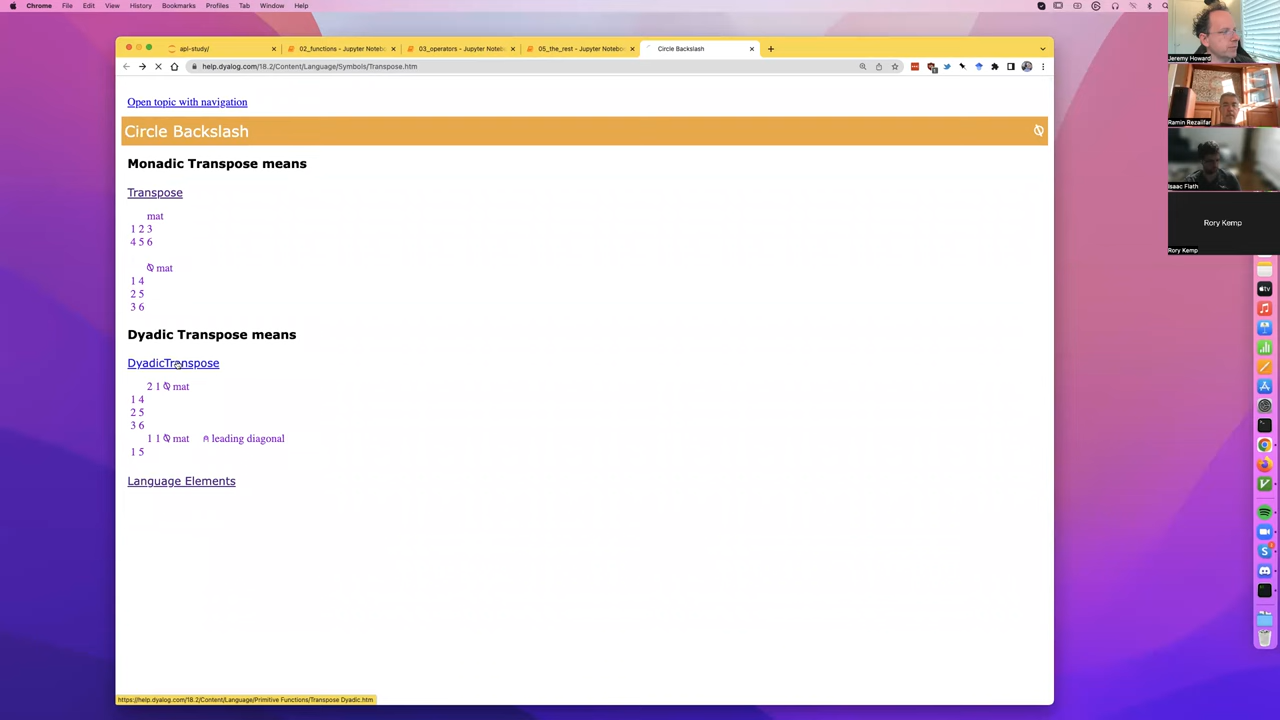 Chrome File Edit View History Bookmarks Profiles Tab Window Help
apl-study/
02_functions - Jupyter Notebo
03_operators - Jupyter Noteb
05_the_rest - Jupyter Notebo
Circle Backslash
help.dyalog.com/18.2/Content/Language/Symbols/Transpose.htm
Open topic with navigation
Circle Backslash ⍉
Monadic Transpose means
Transpose
mat
1 2 3
4 5 6
⍉ mat
1 4
2 5
3 6
Dyadic Transpose means
DyadicTranspose
2 1 ⍉ mat
1 4
2 5
3 6
1 1 ⍉ mat ⍝ leading diagonal
1 5
Language Elements
https://help.dyalog.com/18.2/Content/Language/Primitive Functions/Transpose Dyadic.htm
Jeremy Howard
Ramin Rezaiifar
Isaac Flath
Rory Kemp
Rory Kemp